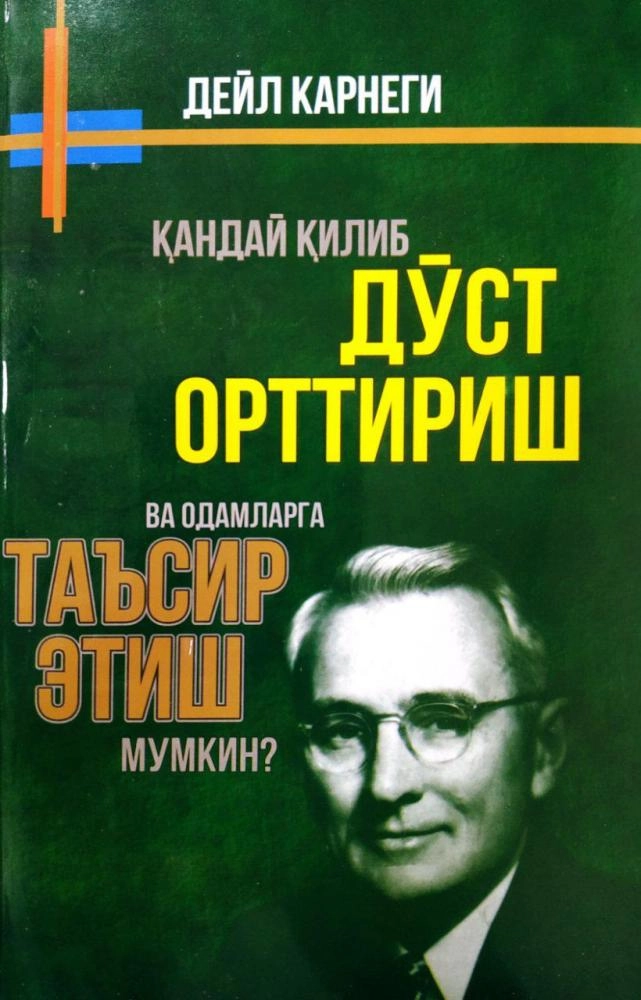 ДЕЙЛ КАРНЕГИ
ҚАНДАЙ ҚИЛИБ
ДЎСТ
ОРТТИРИШ
ВА ОДАМЛАРГА
ТАЪСИР
ЭТИШ
МУМКИН?